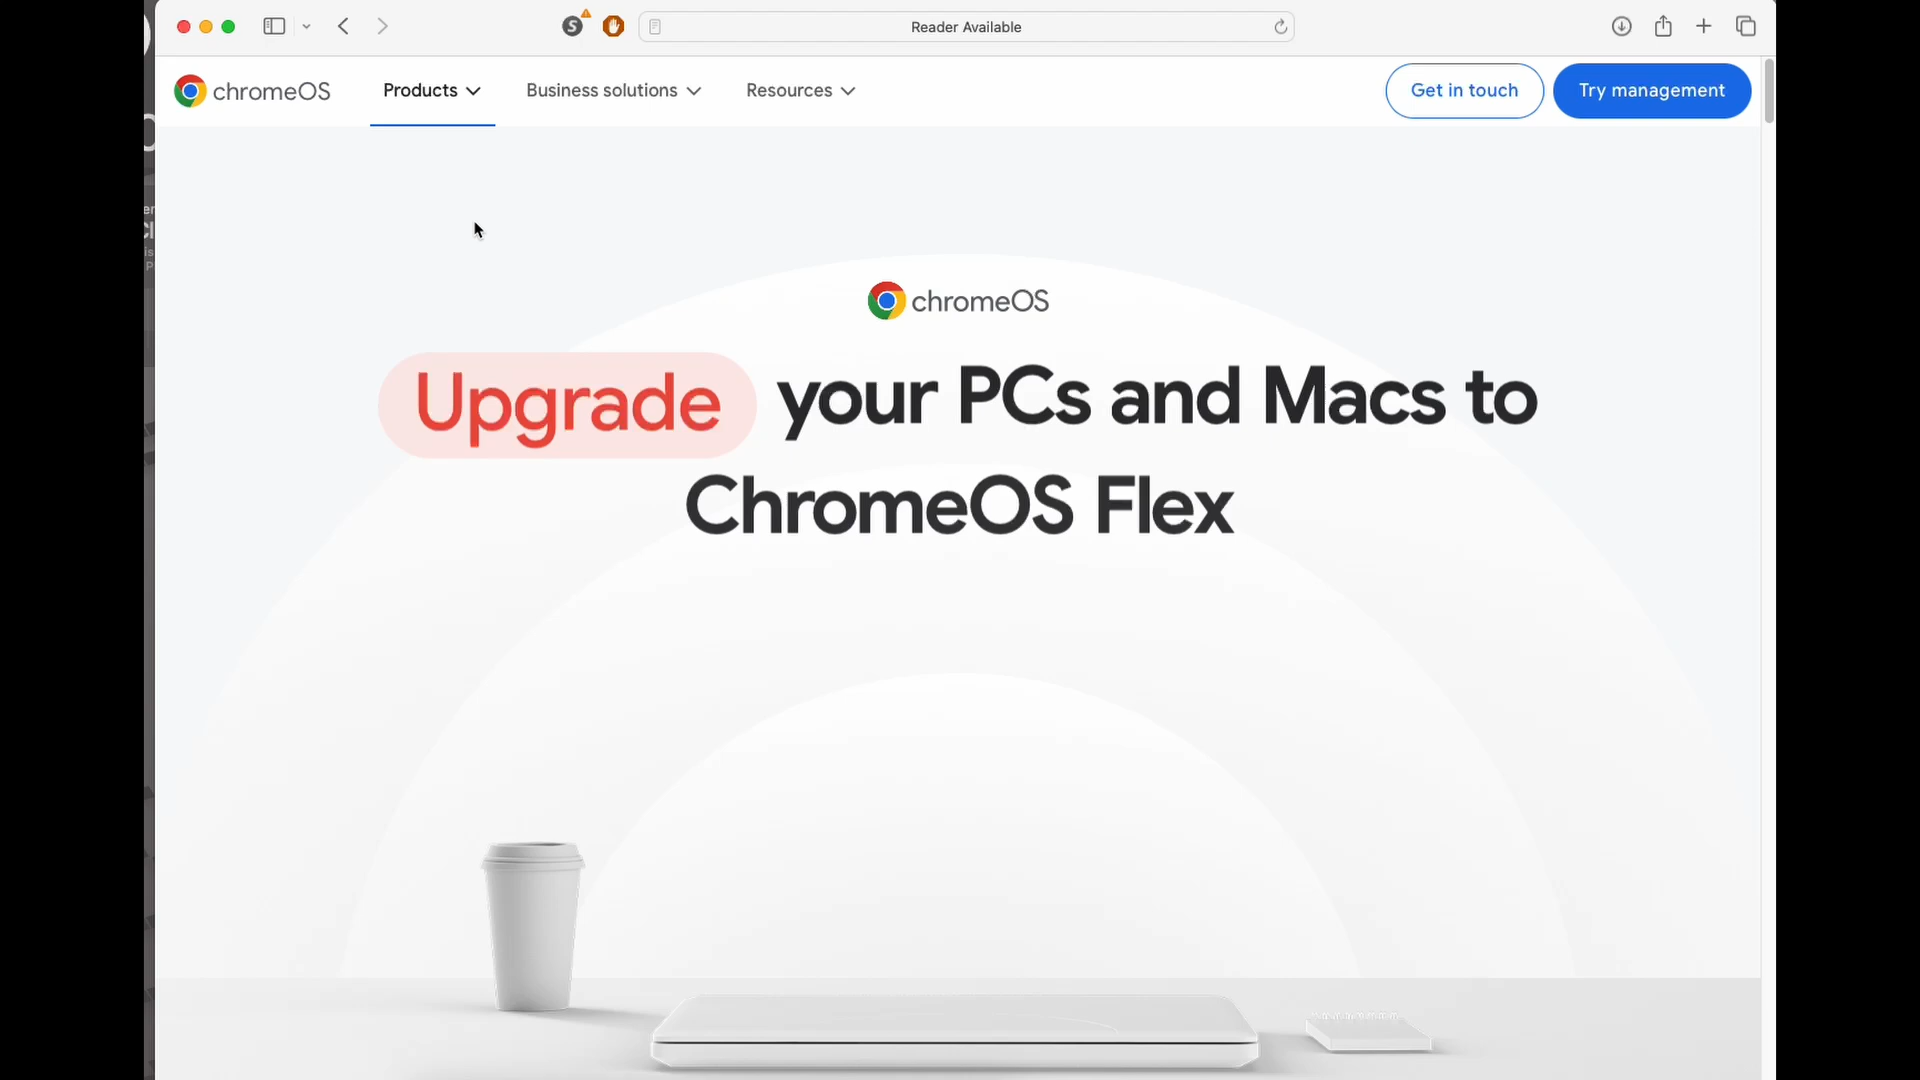 Reader Available
chromeOS
Products
Business solutions
Resources
Get in touch
Try management
chromeOS
Upgrade your PCs and Macs to
ChromeOS Flex